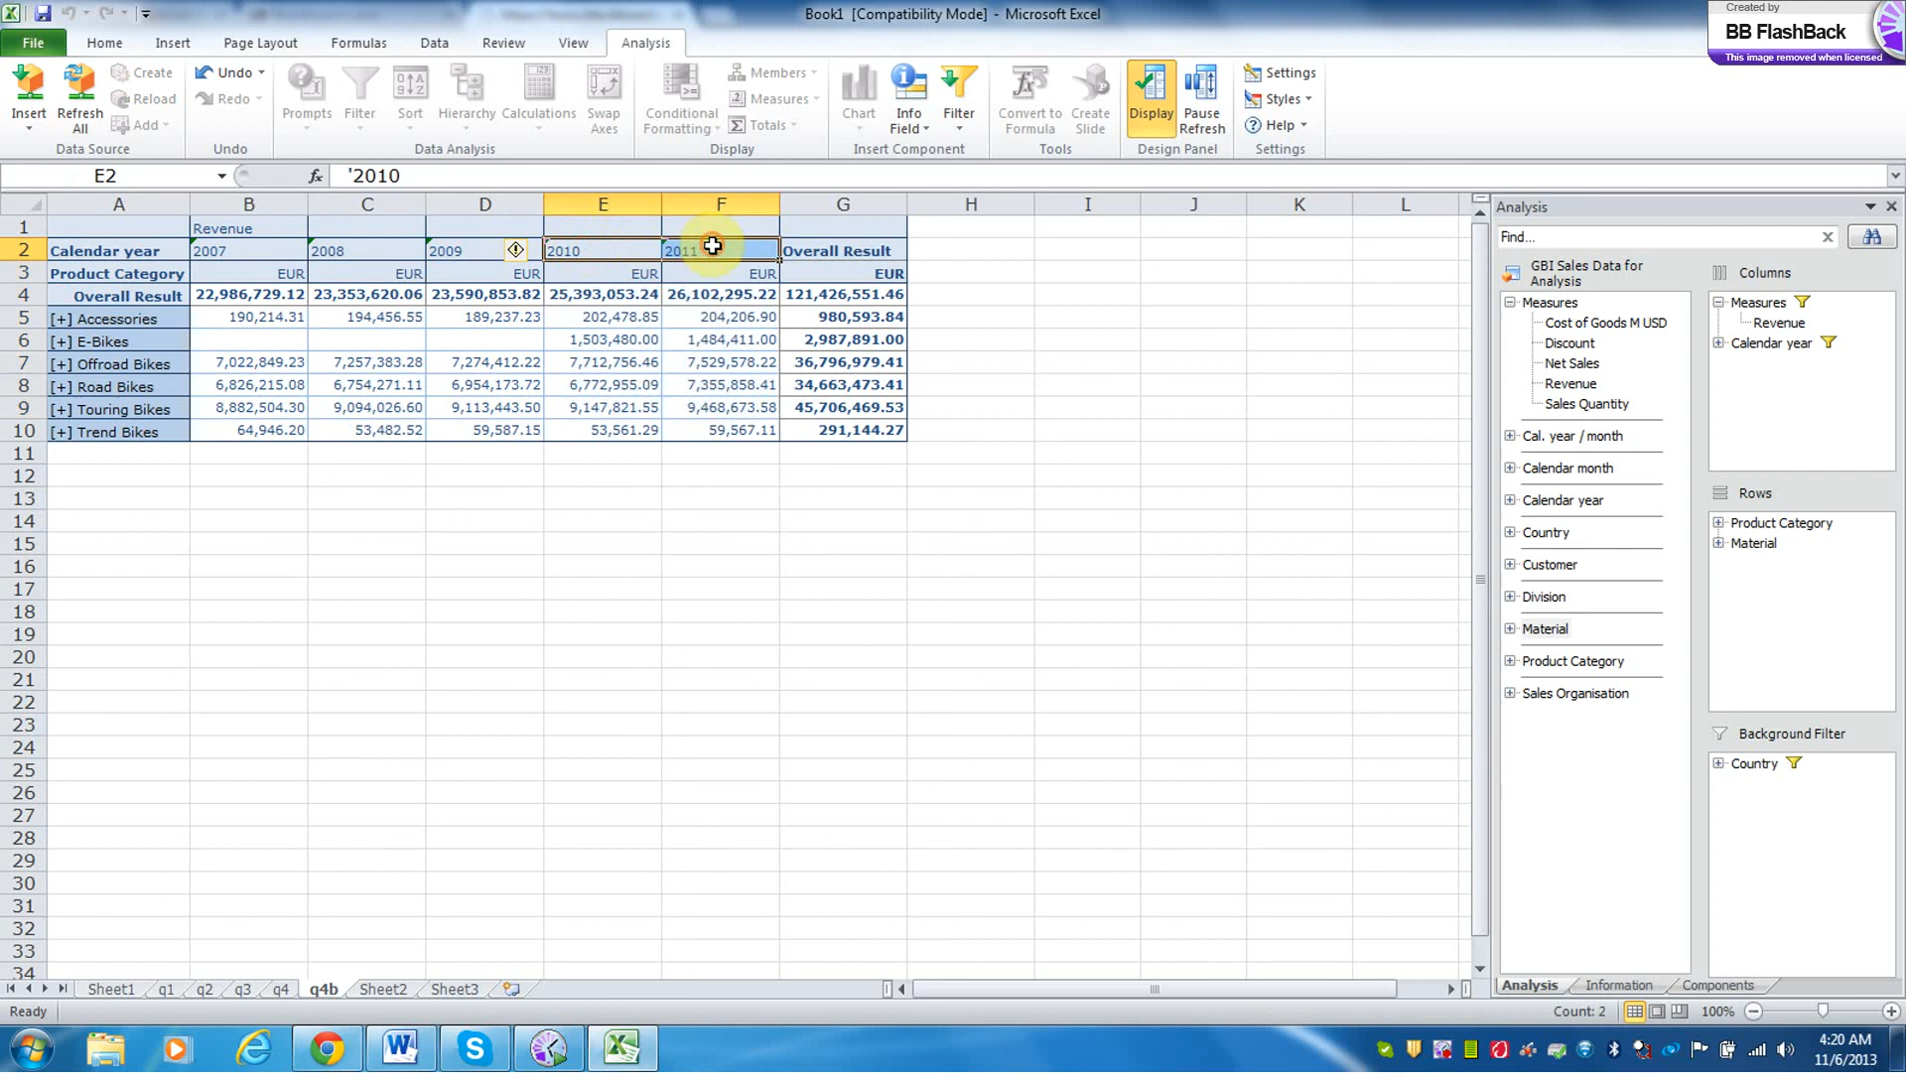 Book1 [Compatibility Mode] - Microsoft Excel
Created by
BB FlashBack
This image removed when licensed
File Home Insert Page Layout Formulas Data Review View Analysis
Insert Refresh All Create Reload Add
Data Source
Undo Redo
Undo
Prompts Filter Sort Hierarchy Calculations Swap Axes
Data Analysis
Conditional Formatting Members Measures Totals
Display
Chart Info Field Filter
Insert Component
Convert to Formula Create Slide
Tools
Display Pause Refresh
Design Panel
Settings Styles Help
Settings
E2 fx '2010
A B C D E F G H I J K L
1 Revenue
2 Calendar year 2007 2008 2009 2010 2011 Overall Result
3 Product Category EUR EUR EUR EUR EUR EUR
4 Overall Result 22,986,729.12 23,353,620.06 23,590,853.82 25,393,053.24 26,102,295.22 121,426,551.46
5 [+] Accessories 190,214.31 194,456.55 189,237.23 202,478.85 204,206.90 980,593.84
6 [+] E-Bikes 1,503,480.00 1,484,411.00 2,987,891.00
7 [+] Offroad Bikes 7,022,849.23 7,257,383.28 7,274,412.22 7,712,756.46 7,529,578.22 36,796,979.41
8 [+] Road Bikes 6,826,215.08 6,754,271.11 6,954,173.72 6,772,955.09 7,355,858.41 34,663,473.41
9 [+] Touring Bikes 8,882,504.30 9,094,026.60 9,113,443.50 9,147,821.55 9,468,673.58 45,706,469.53
10 [+] Trend Bikes 64,946.20 53,482.52 59,587.15 53,561.29 59,567.11 291,144.27
11
12
13
14
15
16
17
18
19
20
21
22
23
24
25
26
27
28
29
30
31
32
33
34
Analysis
Find...
GBI Sales Data for Analysis
Measures
Cost of Goods M USD
Discount
Net Sales
Revenue
Sales Quantity
Cal. year / month
Calendar month
Calendar year
Country
Customer
Division
Material
Product Category
Sales Organisation
Columns
Measures
Revenue
Calendar year
Rows
Product Category
Material
Background Filter
Country
Analysis Information Components
Sheet1 q1 q2 q3 q4 q4b Sheet2 Sheet3
Ready Count: 2 100%
4:20 AM
11/6/2013